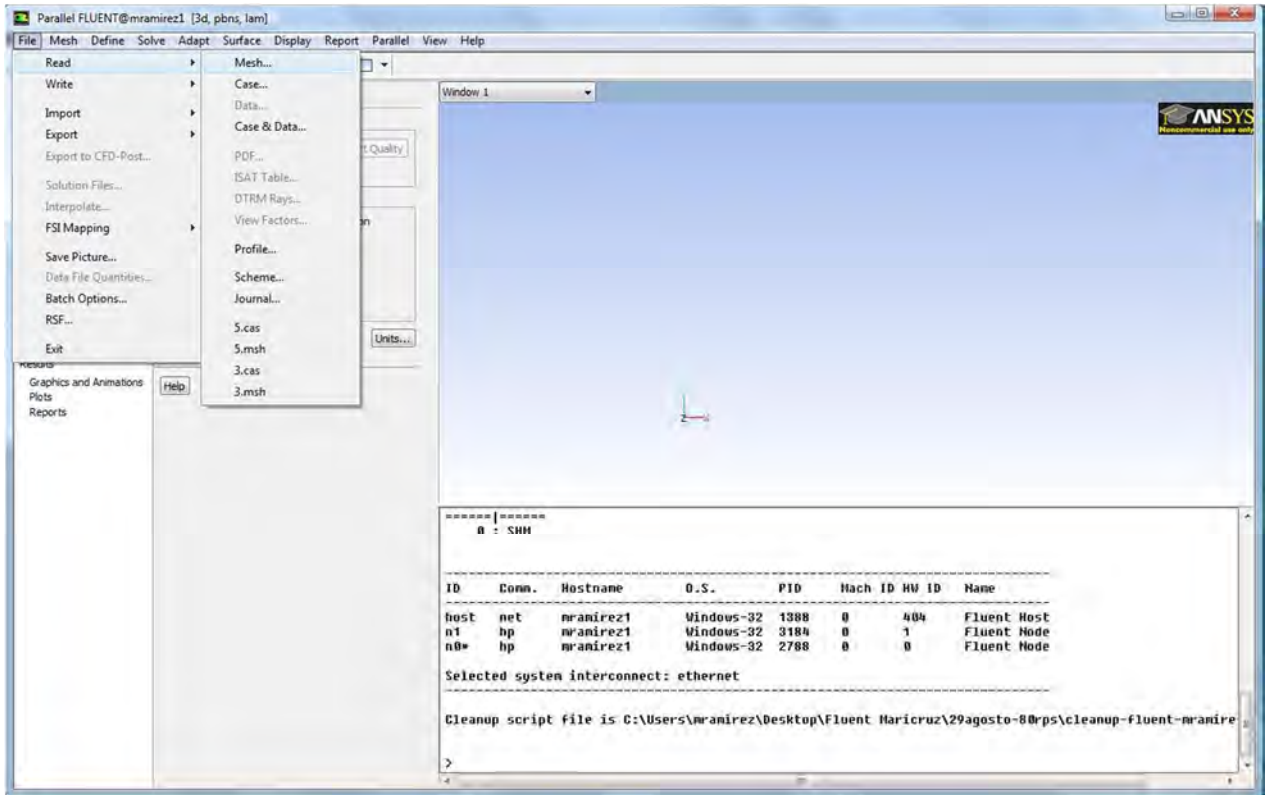 Parallel FLUENT@mramirez1 [3d, pbns, lam]
File Mesh Define Solve Adapt Surface Display Report Parallel View Help
Read
Write
Import
Export
Export to CFD-Post...
Solution Files...
Interpolate...
FSI Mapping
Save Picture...
Data File Quantities...
Batch Options...
RSF...
Exit
Mesh...
Case...
Data...
Case & Data...
PDF...
ISAT Table...
DTRM Rays...
View Factors...
Profile...
Scheme...
Journal...
5.cas
5.msh
3.cas
3.msh
Quality
Units...
Results
Graphics and Animations
Plots
Reports
Help
Window 1
ANSYS
Noncommercial use only
Z
======|======
0 : SHM
ID Comm. Hostname O.S. PID Mach ID HW ID Name
host net mramirez1 Windows-32 1388 0 404 Fluent Host
n1 hp mramirez1 Windows-32 3184 0 1 Fluent Node
n0* hp mramirez1 Windows-32 2788 0 0 Fluent Node
Selected system interconnect: ethernet
Cleanup script file is C:\Users\mramirez\Desktop\Fluent Maricruz\29agosto-80rps\cleanup-fluent-mramire
>